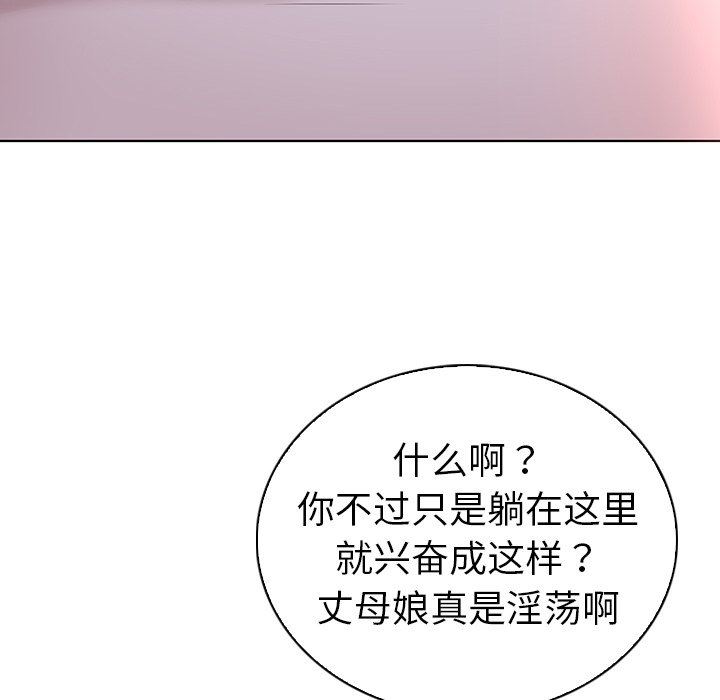 什么啊？
你不过只是躺在这里
就兴奋成这样？
丈母娘真是淫荡啊